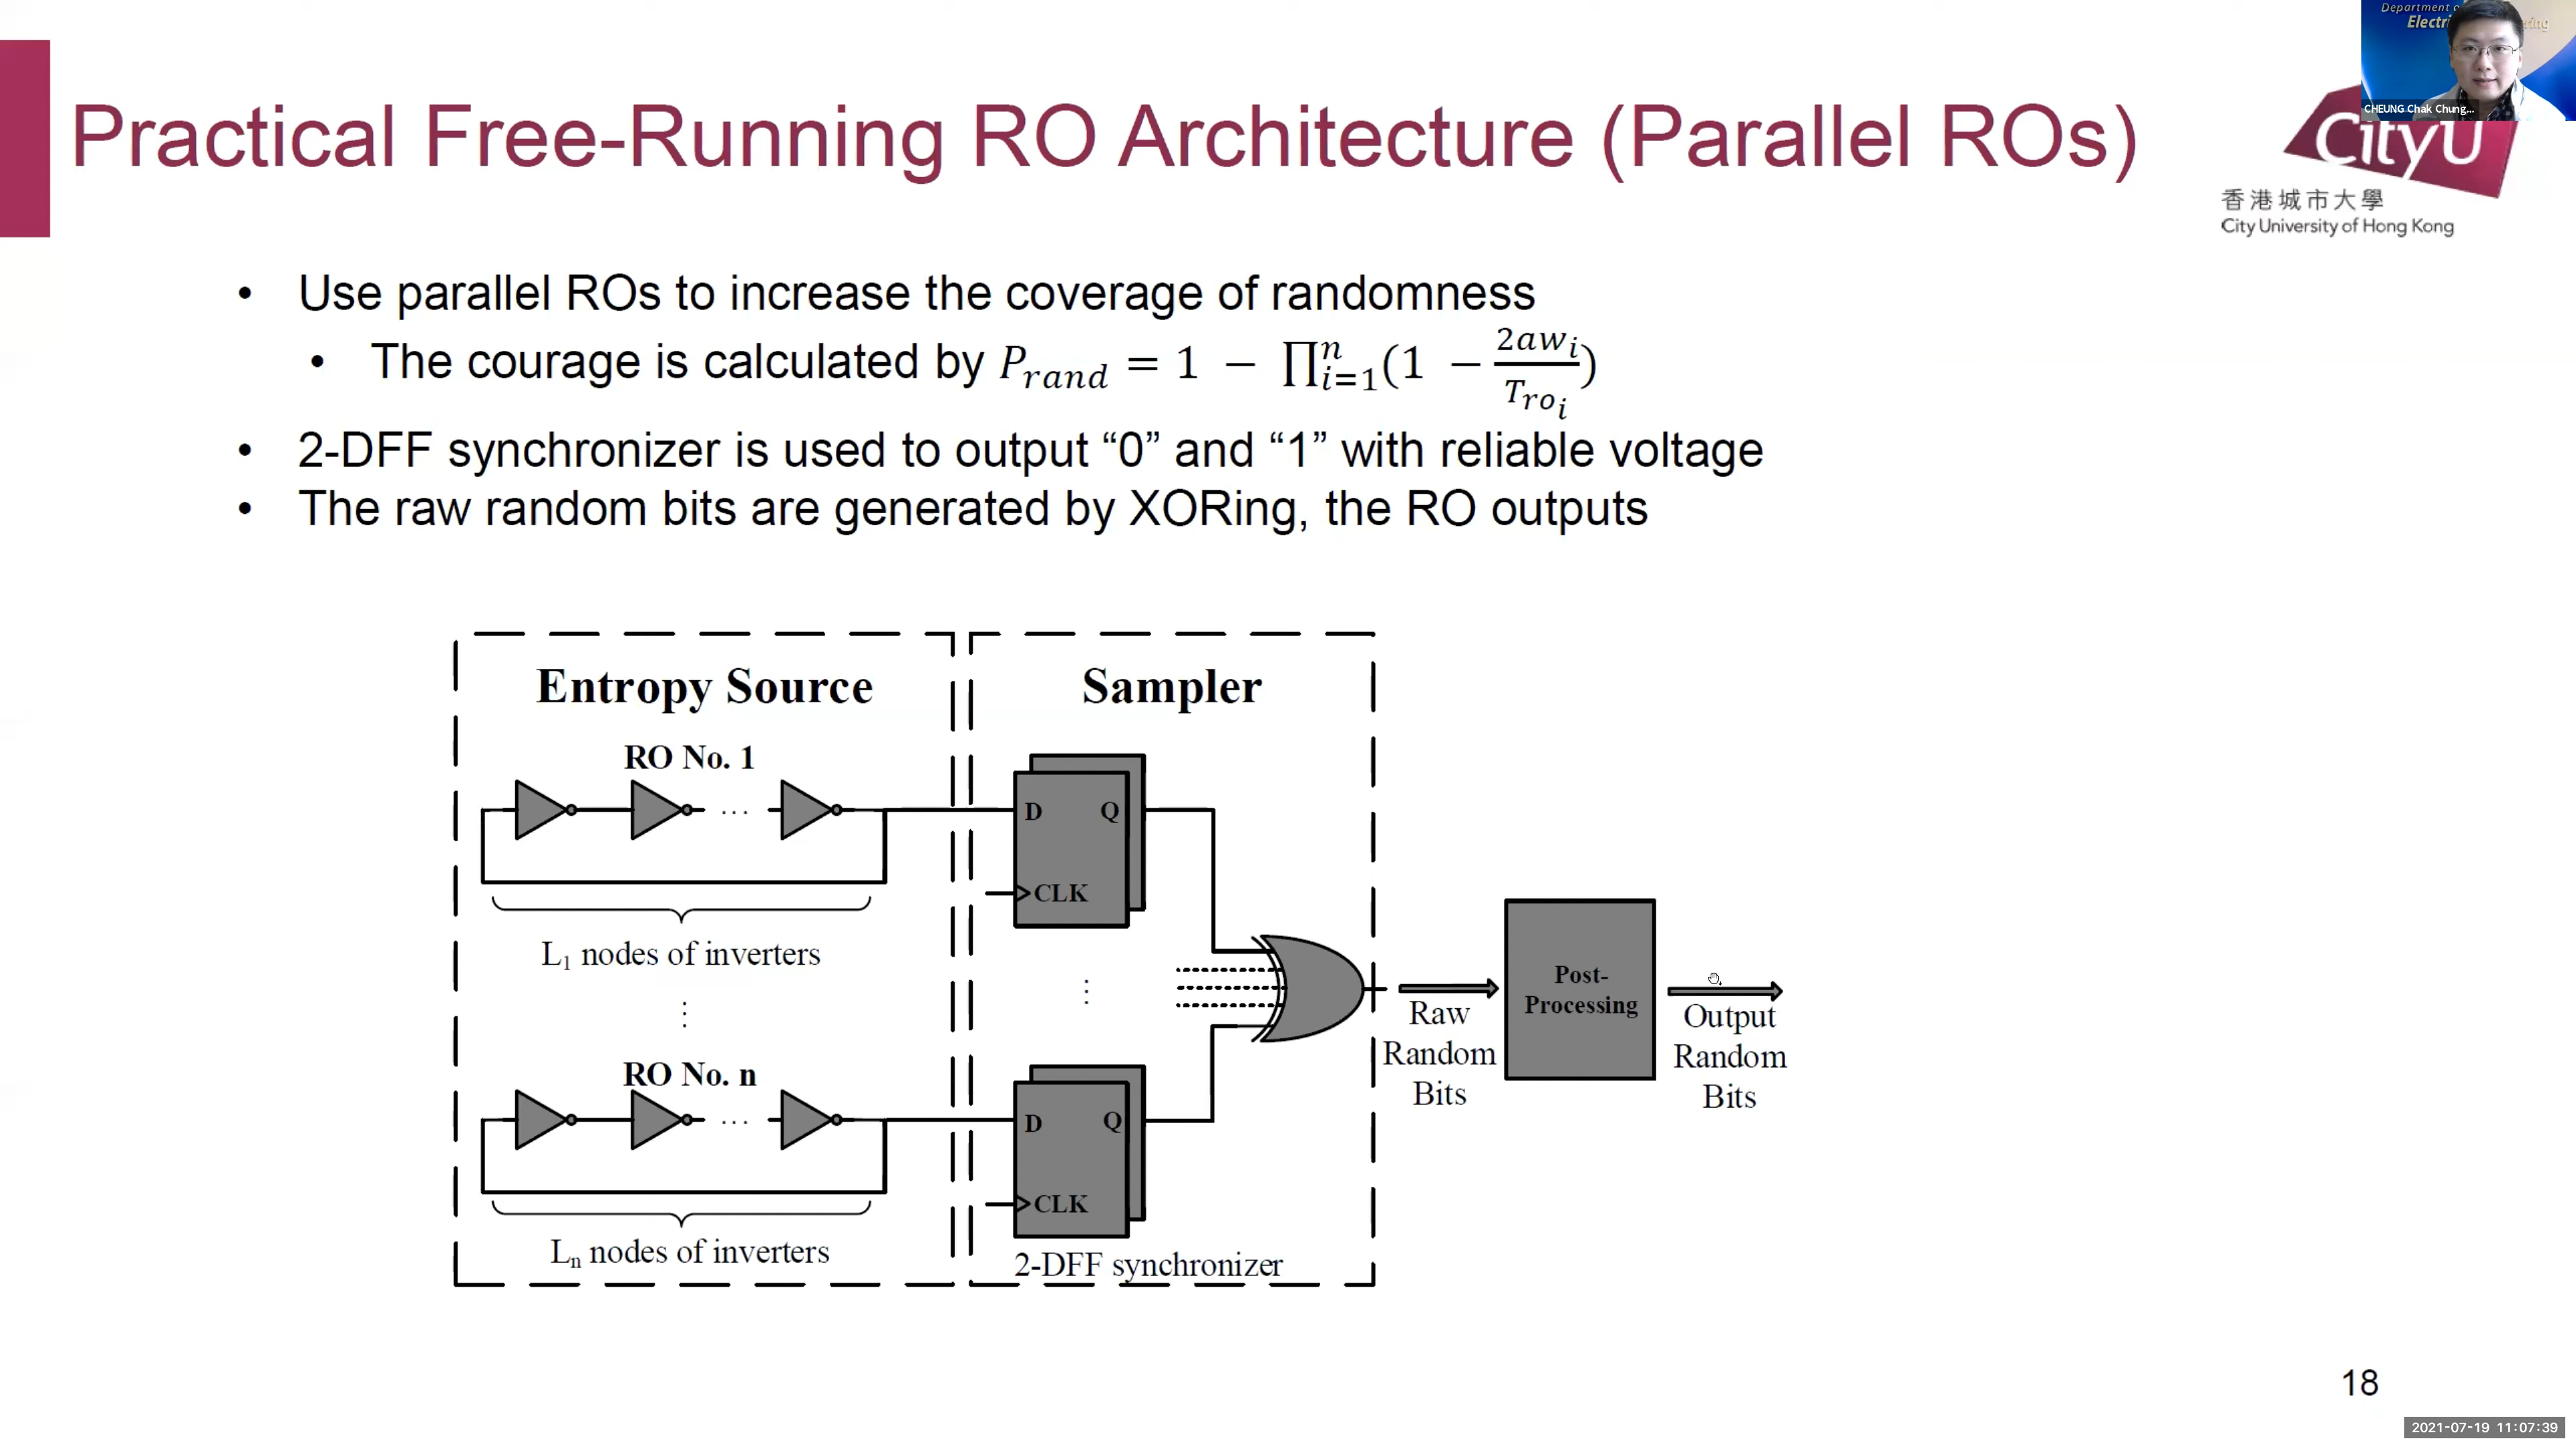 Department o
Electri ring
CHEUNG Chak Chung...
Practical Free-Running RO Architecture (Parallel ROs)
CityU
香港城市大學
City University of Hong Kong
• Use parallel ROs to increase the coverage of randomness
• The courage is calculated by P_rand = 1 − ∏_{i=1}^{n}(1 − 2aw_i/T_{ro_i})
• 2-DFF synchronizer is used to output “0” and “1” with reliable voltage
• The raw random bits are generated by XORing, the RO outputs
Entropy Source
Sampler
RO No. 1
...
D Q
CLK
L₁ nodes of inverters
RO No. n
...
D Q
CLK
Lₙ nodes of inverters
2-DFF synchronizer
Raw
Random
Bits
Post-
Processing
Output
Random
Bits
18
2021-07-19 11:07:39